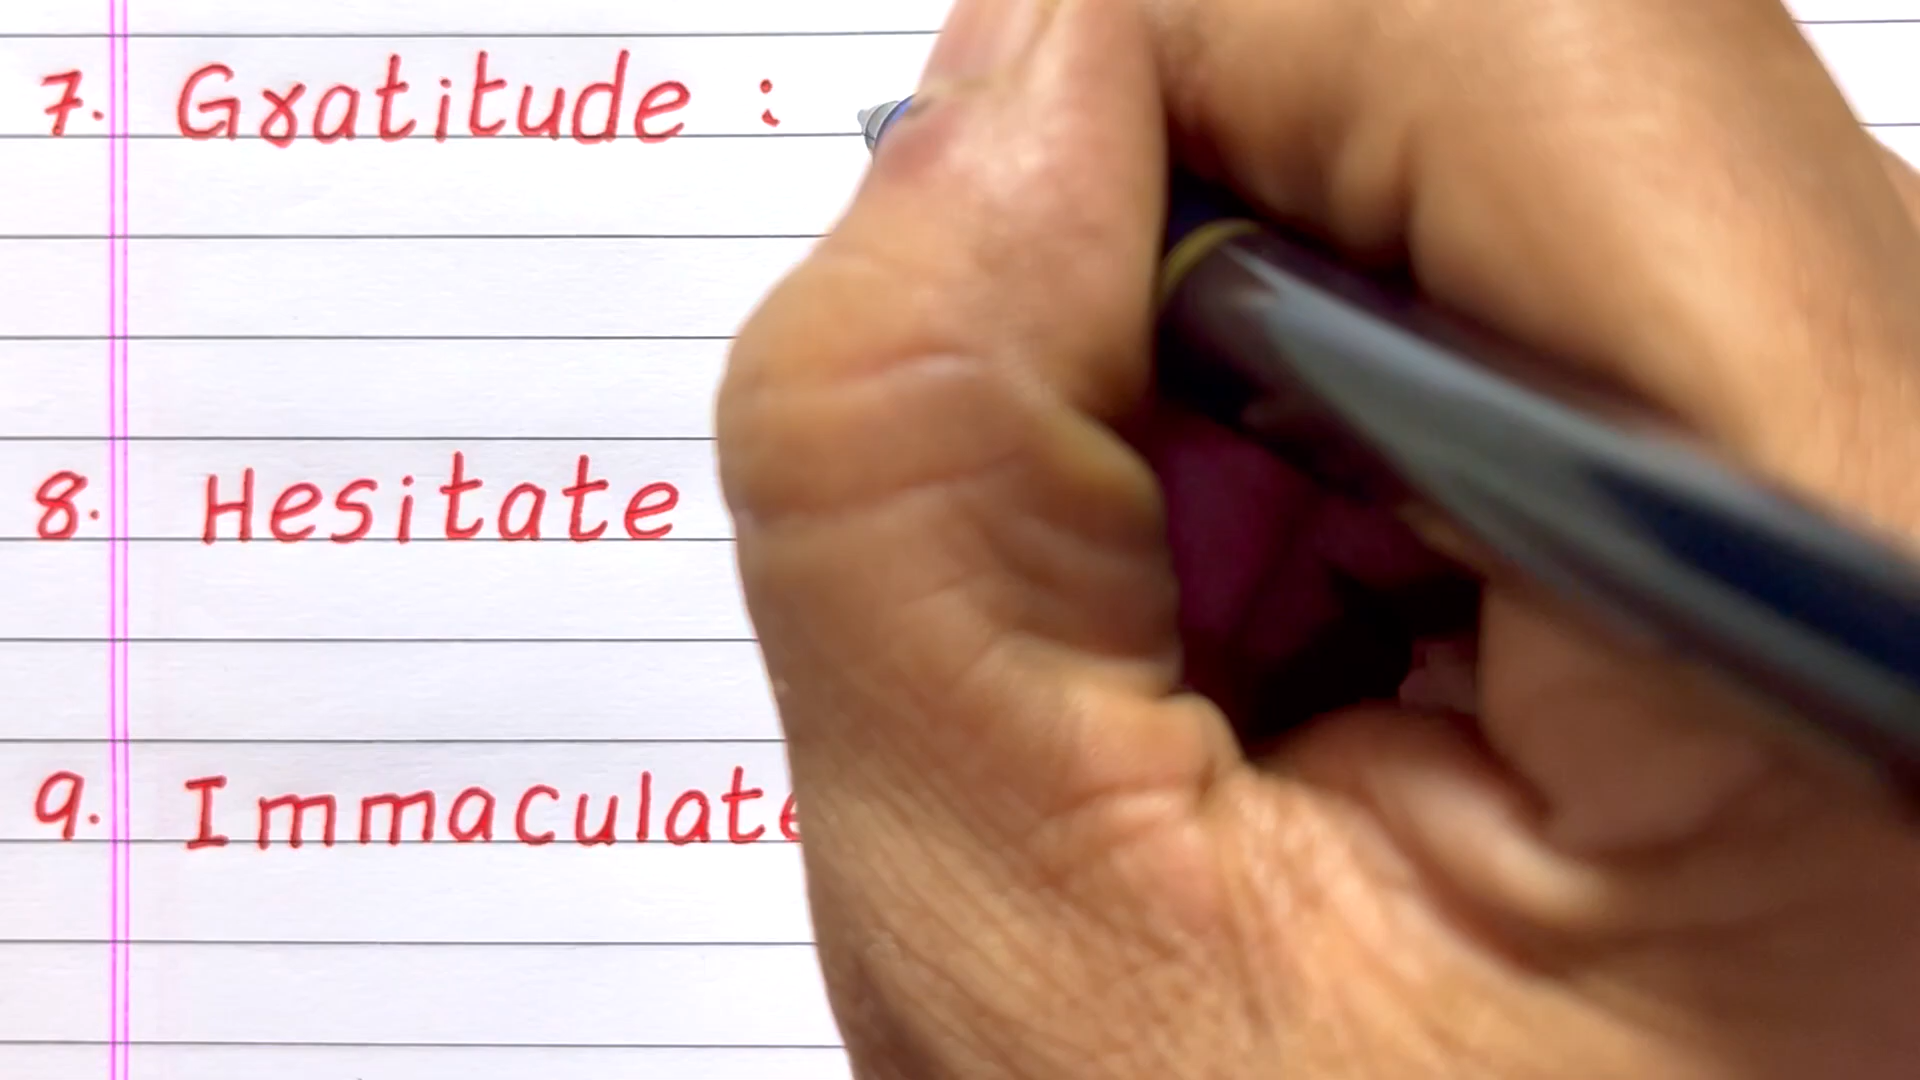 7. Gratitude :
8. Hesitate
9. Immaculate